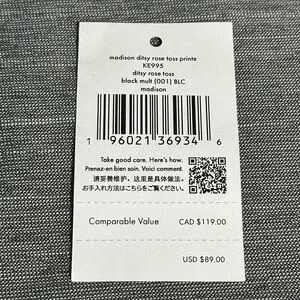 madison ditsy rose toss printe
KE995
ditsy rose toss
black mult (001) BLC
madison
1 96021 36934 6
Take good care. Here's how.
Prenez-en bien soin. Voici comment.
请妥善维护。这里是具体做法。
お手入れ方法はこちらをご覧ください
Comparable Value CAD $119.00
USD $89.00